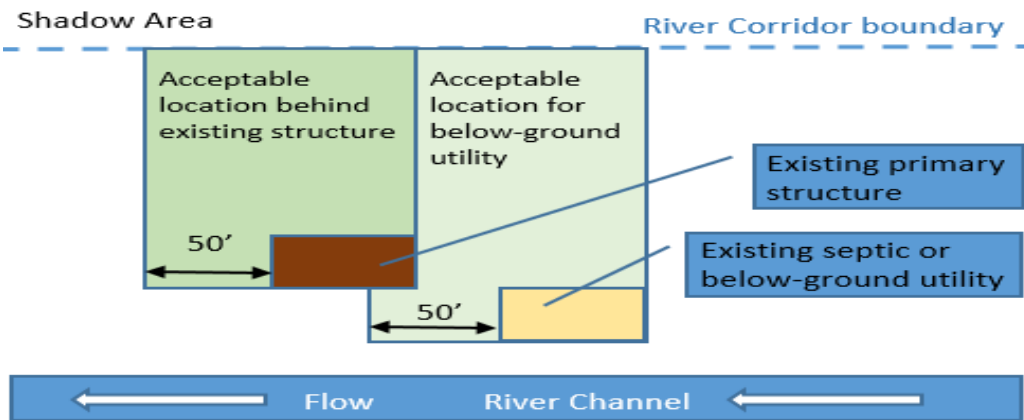 Shadow Area
River Corridor boundary
Acceptable
location behind
existing structure
Acceptable
location for
below-ground
utility
Existing primary
structure
50’
Existing septic or
below-ground utility
50’
Flow
River Channel